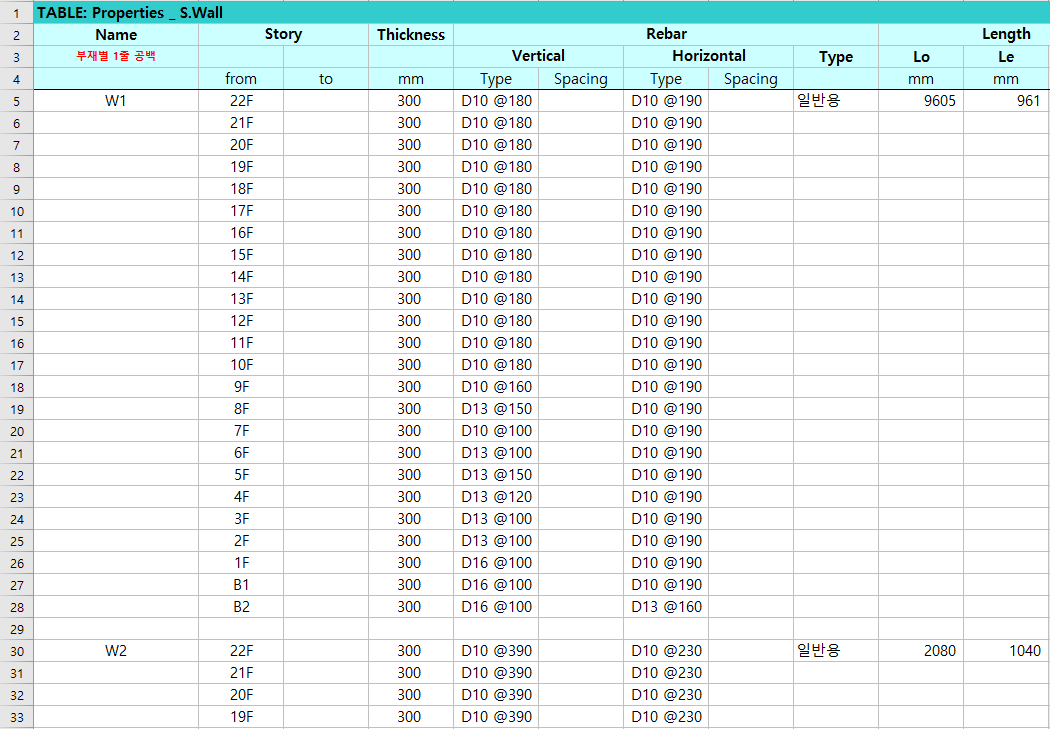 1 TABLE: Properties _ S.Wall
2 Name Story Thickness Rebar Length
3 부재별 1줄 공백 Vertical Horizontal Type Lo Le
4 from to mm Type Spacing Type Spacing mm mm
5 W1 22F 300 D10 @180 D10 @190 일반용 9605 961
6 21F 300 D10 @180 D10 @190
7 20F 300 D10 @180 D10 @190
8 19F 300 D10 @180 D10 @190
9 18F 300 D10 @180 D10 @190
10 17F 300 D10 @180 D10 @190
11 16F 300 D10 @180 D10 @190
12 15F 300 D10 @180 D10 @190
13 14F 300 D10 @180 D10 @190
14 13F 300 D10 @180 D10 @190
15 12F 300 D10 @180 D10 @190
16 11F 300 D10 @180 D10 @190
17 10F 300 D10 @180 D10 @190
18 9F 300 D10 @160 D10 @190
19 8F 300 D13 @150 D10 @190
20 7F 300 D10 @100 D10 @190
21 6F 300 D13 @100 D10 @190
22 5F 300 D13 @150 D10 @190
23 4F 300 D13 @120 D10 @190
24 3F 300 D13 @100 D10 @190
25 2F 300 D13 @100 D10 @190
26 1F 300 D16 @100 D10 @190
27 B1 300 D16 @100 D10 @190
28 B2 300 D16 @100 D13 @160
29
30 W2 22F 300 D10 @390 D10 @230 일반용 2080 1040
31 21F 300 D10 @390 D10 @230
32 20F 300 D10 @390 D10 @230
33 19F 300 D10 @390 D10 @230